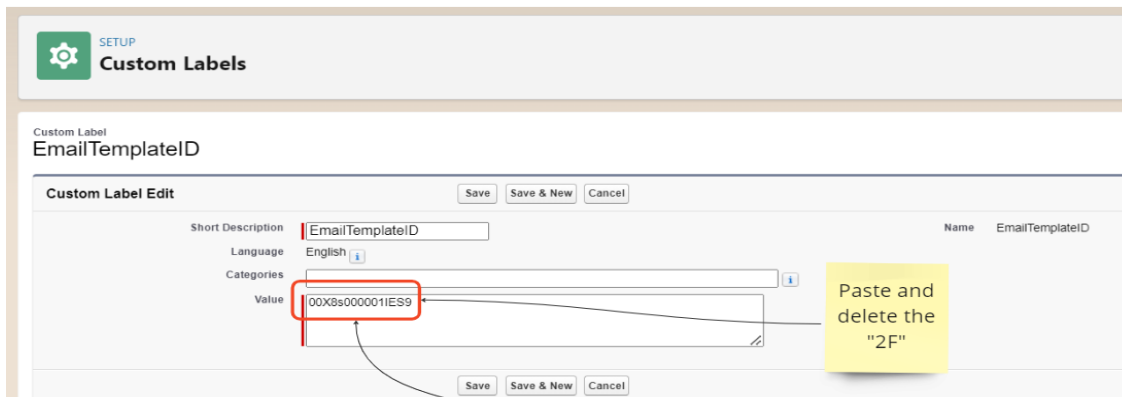 SETUP
Custom Labels
Custom Label
EmailTemplateID
Custom Label Edit
Save
Save & New
Cancel
Short Description
EmailTemplateID
Name
EmailTemplateID
Language
English
i
Categories
i
Value
00X8s000001IES9
Paste and
delete the
"2F"
Save
Save & New
Cancel